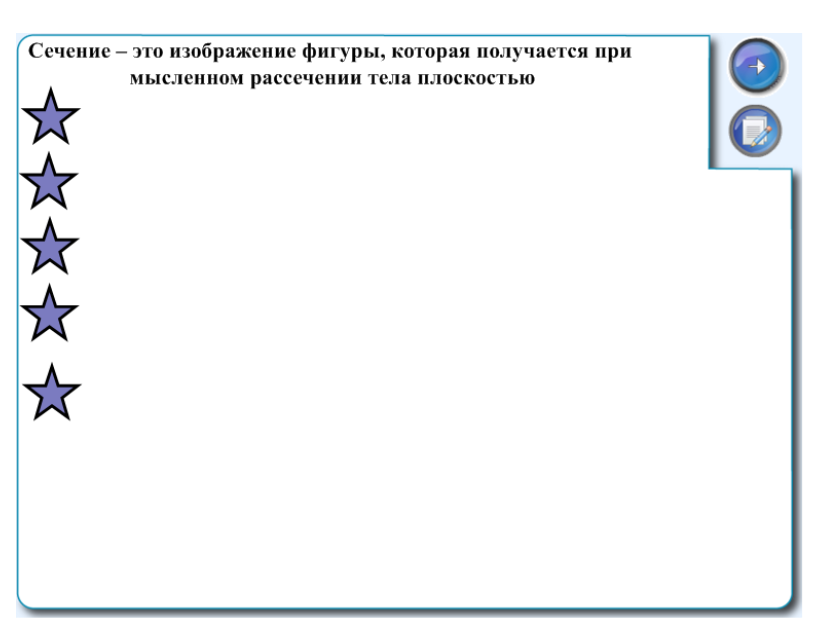 Сечение – это изображение фигуры, которая получается при
мысленном рассечении тела плоскостью